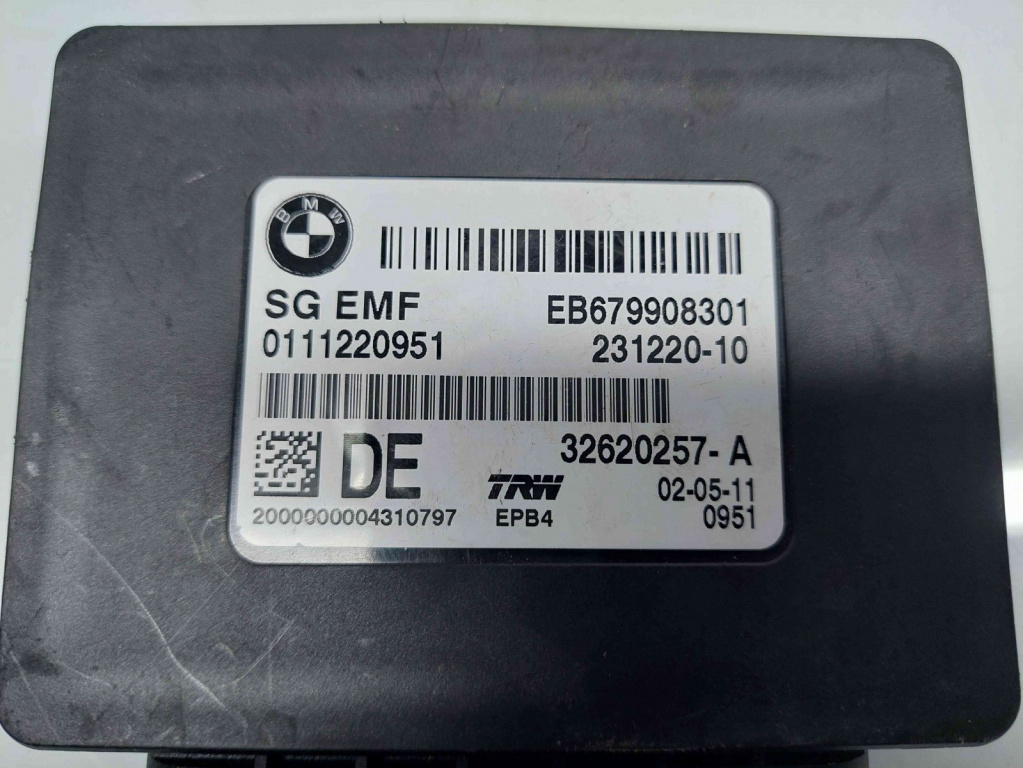 BMW
SG EMF EB679908301
0111220951 231220-10
DE 32620257-A
TRW 02-05-11
2000000004310797 EPB4 0951